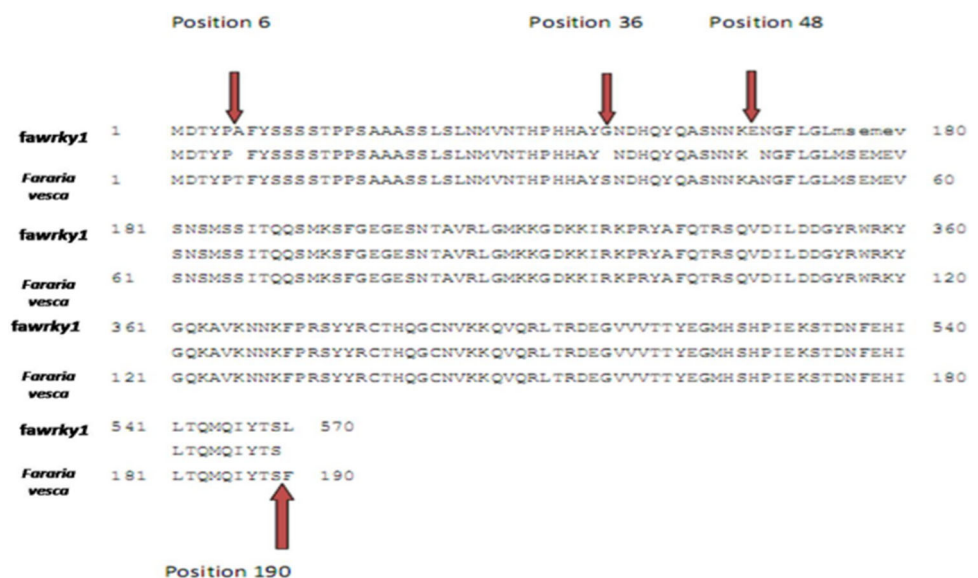 Position 6 Position 36 Position 48
fawrky1 1 MDTYPAFYSSSSTPPSAAASSLSLNMVNTHPHHAYGNDHQYQASNNKENGFLGLmsemev 180
MDTYP FYSSSSTPPSAAASSLSLNMVNTHPHHAY NDHQYQASNNK NGFLGLMSEMEV
Fararia vesca 1 MDTYPTFYSSSSTPPSAAASSLSLNMVNTHPHHAYSNDHQYQASNNKANGFLGLMSEMEV 60
fawrky1 181 SNSMSSITQQSMKSFGEGESNTAVRLGMKKGDKKIRKPRYAFQTRSQVDILDDGYRWRKY 360
SNSMSSITQQSMKSFGEGESNTAVRLGMKKGDKKIRKPRYAFQTRSQVDILDDGYRWRKY
Fararia vesca 61 SNSMSSITQQSMKSFGEGESNTAVRLGMKKGDKKIRKPRYAFQTRSQVDILDDGYRWRKY 120
fawrky1 361 GQKAVKNNKFPRSYYRCTHQGCNVKKQVQRLTRDEGVVVTTYEGMHSHPIEKSTDNFEHI 540
GQKAVKNNKFPRSYYRCTHQGCNVKKQVQRLTRDEGVVVTTYEGMHSHPIEKSTDNFEHI
Fararia vesca 121 GQKAVKNNKFPRSYYRCTHQGCNVKKQVQRLTRDEGVVVTTYEGMHSHPIEKSTDNFEHI 180
fawrky1 541 LTQMQIYTSL 570
LTQMQIYTS
Fararia vesca 181 LTQMQIYTSF 190
Position 190